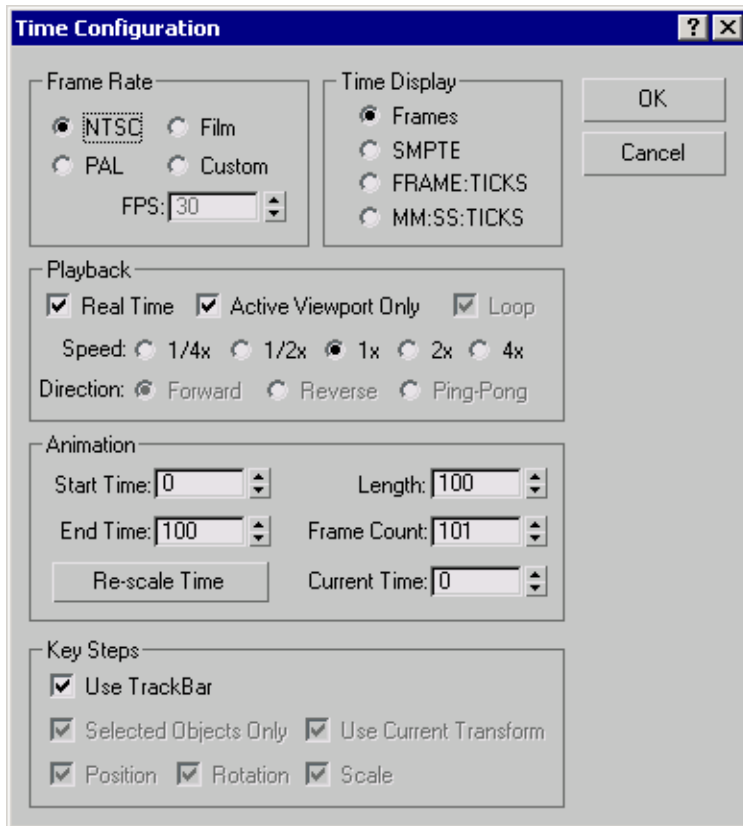 Time Configuration
Frame Rate
NTSC Film
PAL Custom
FPS: 30
Time Display
Frames
SMPTE
FRAME:TICKS
MM:SS:TICKS
OK
Cancel
Playback
Real Time Active Viewport Only Loop
Speed: 1/4x 1/2x 1x 2x 4x
Direction: Forward Reverse Ping-Pong
Animation
Start Time: 0 Length: 100
End Time: 100 Frame Count: 101
Re-scale Time Current Time: 0
Key Steps
Use TrackBar
Selected Objects Only Use Current Transform
Position Rotation Scale